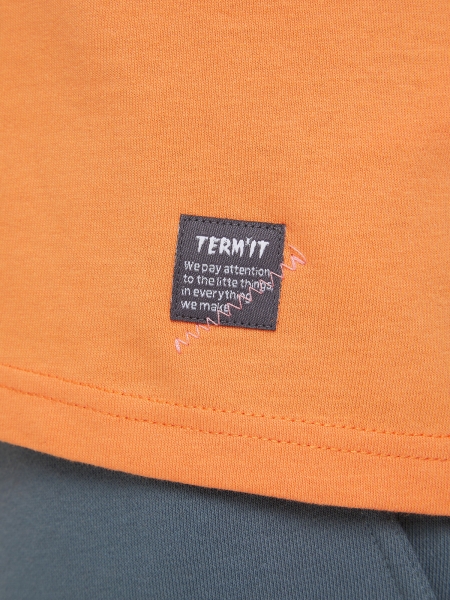 TERM'IT
We pay attention
to the little things,
in everything
we make